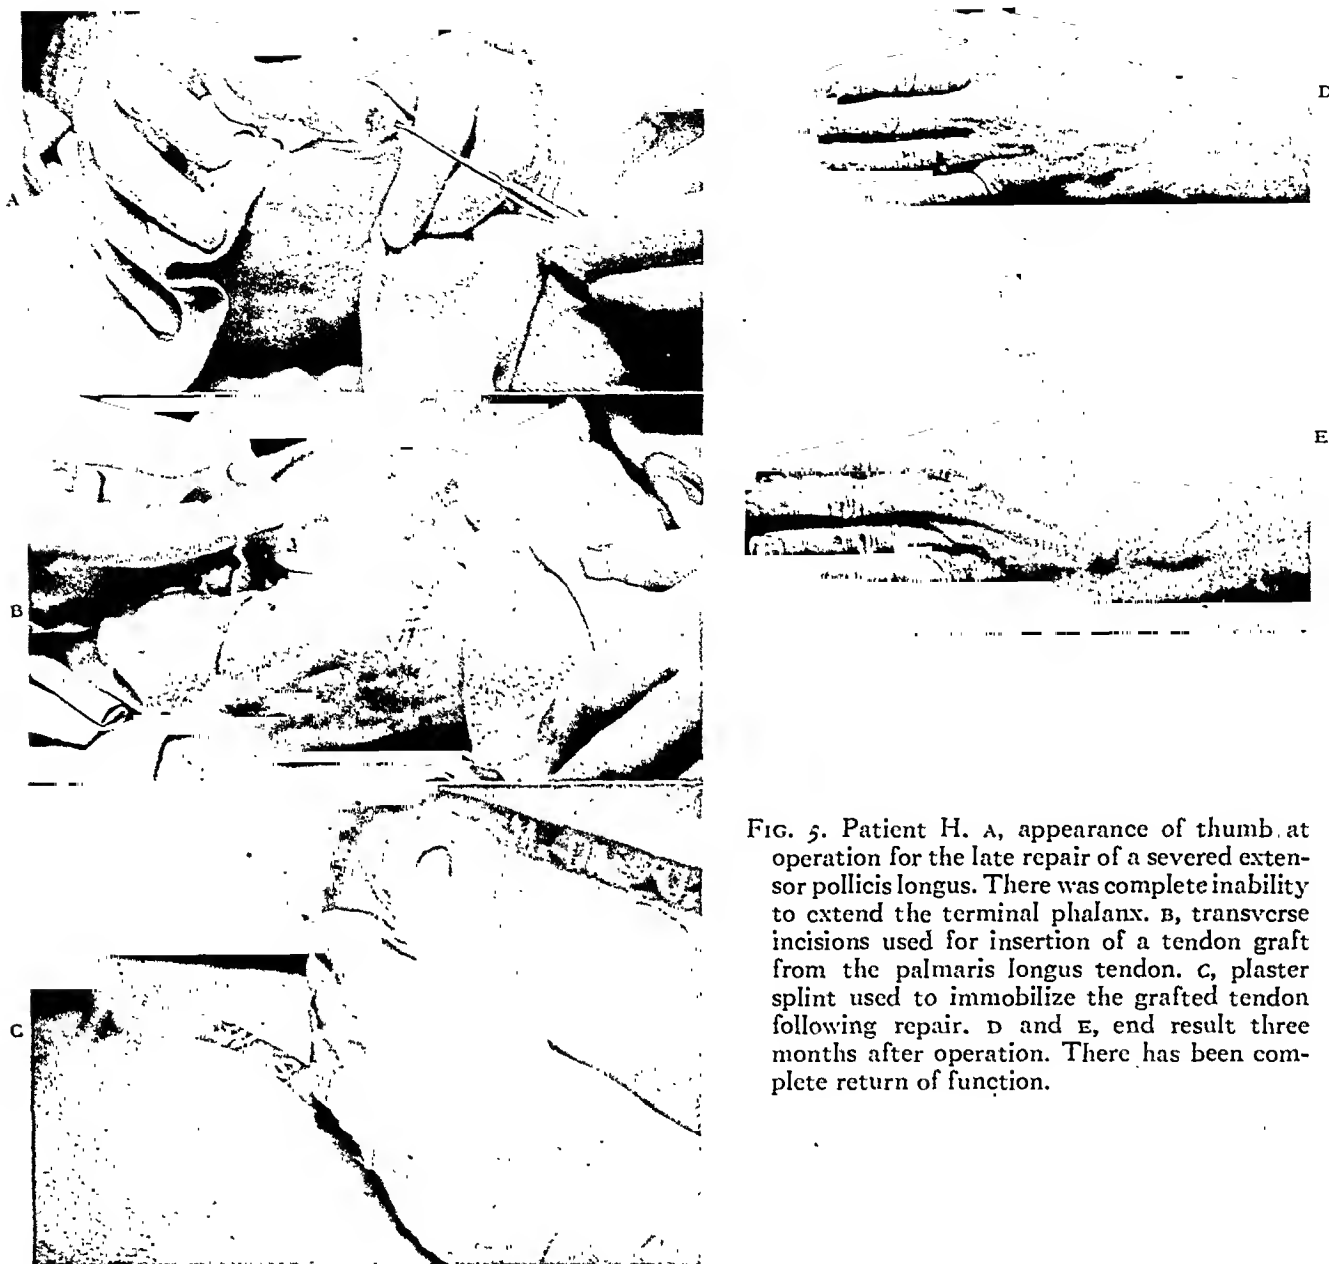 A
D
E
B
C
FIG. 5. Patient H. A, appearance of thumb at
operation for the late repair of a severed exten-
sor pollicis longus. There was complete inability
to extend the terminal phalanx. B, transverse
incisions used for insertion of a tendon graft
from the palmaris longus tendon. C, plaster
splint used to immobilize the grafted tendon
following repair. D and E, end result three
months after operation. There has been com-
plete return of function.